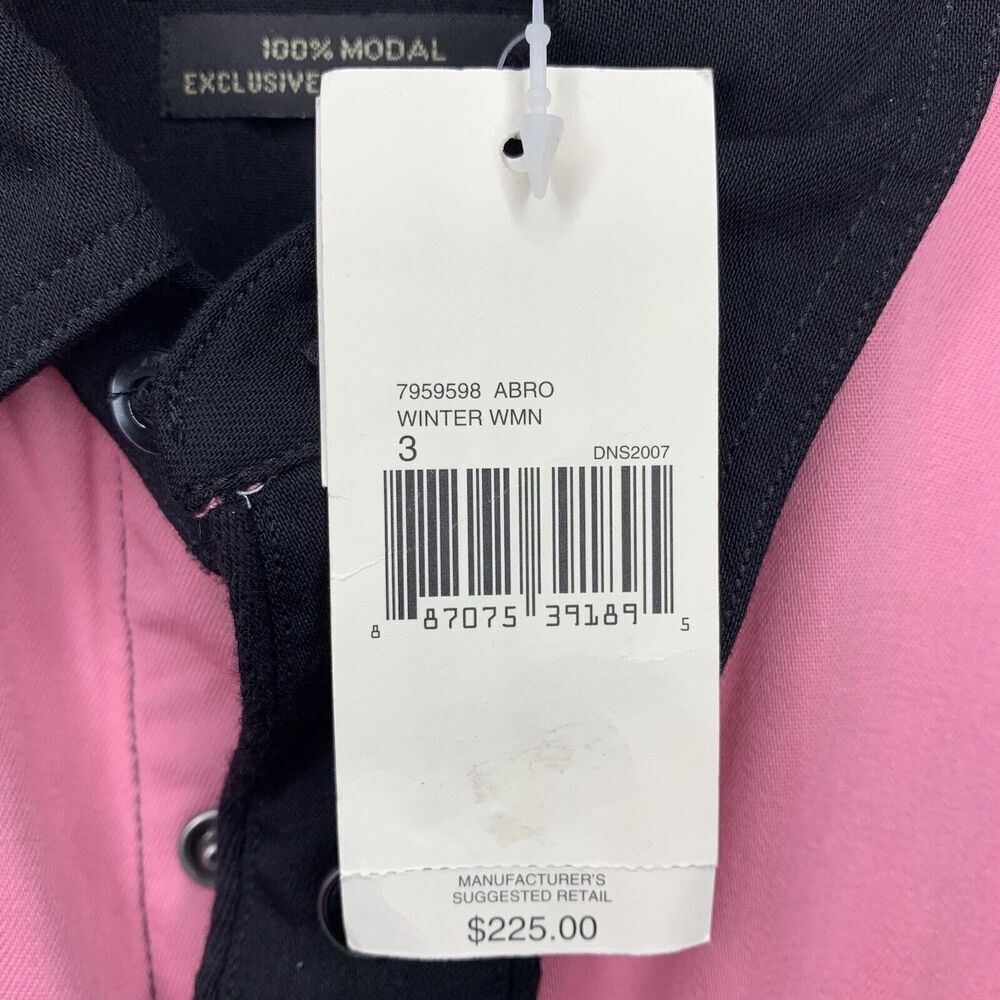 100% MODAL
EXCLUSIVE
7959598 ABRO
WINTER WMN
3
DNS2007
8 87075 39189 5
MANUFACTURER'S
SUGGESTED RETAIL
$225.00